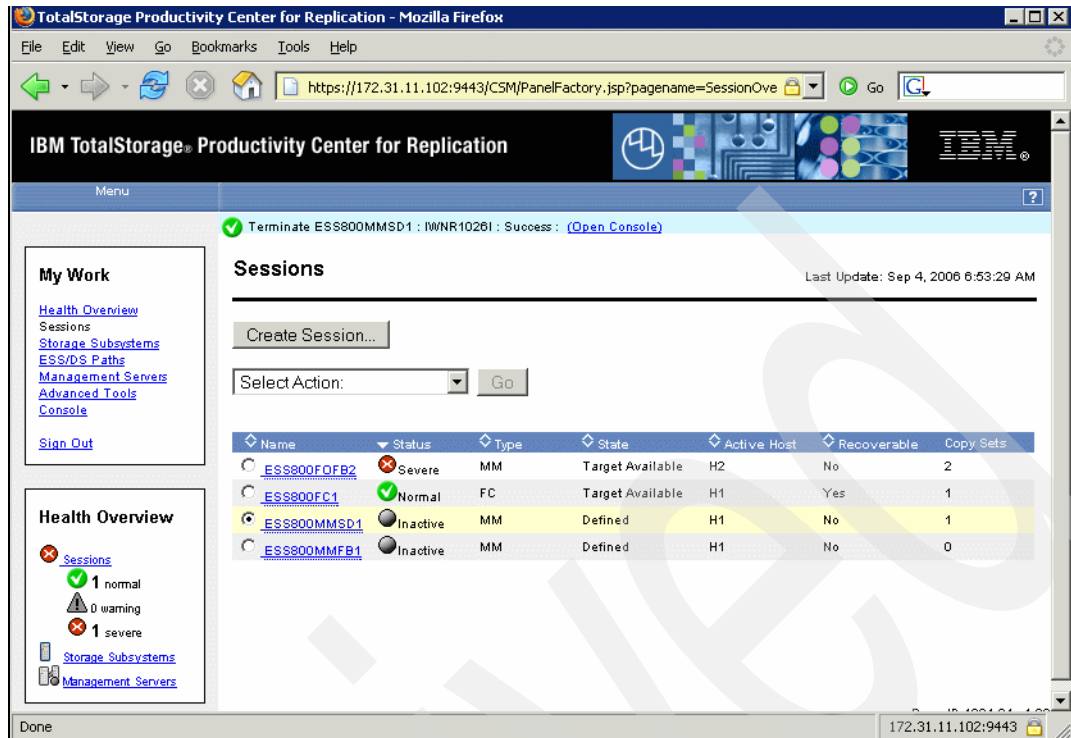 TotalStorage Productivity Center for Replication - Mozilla Firefox
File Edit View Go Bookmarks Tools Help
https://172.31.11.102:9443/CSM/PanelFactory.jsp?pagename=SessionOve Go G
IBM TotalStorage® Productivity Center for Replication IBM®
Menu ?
Terminate ESS800MMSD1 : IWNR1026I : Success : (Open Console)
My Work
Health Overview
Sessions
Storage Subsystems
ESS/DS Paths
Management Servers
Advanced Tools
Console
Sign Out
Health Overview
Sessions
1 normal
0 warning
1 severe
Storage Subsystems
Management Servers
Sessions
Last Update: Sep 4, 2006 6:53:29 AM
Create Session...
Select Action: Go
Name Status Type State Active Host Recoverable Copy Sets
ESS800FOFB2 Severe MM Target Available H2 No 2
ESS800FC1 Normal FC Target Available H1 Yes 1
ESS800MMSD1 Inactive MM Defined H1 No 1
ESS800MMFB1 Inactive MM Defined H1 No 0
Done 172.31.11.102:9443